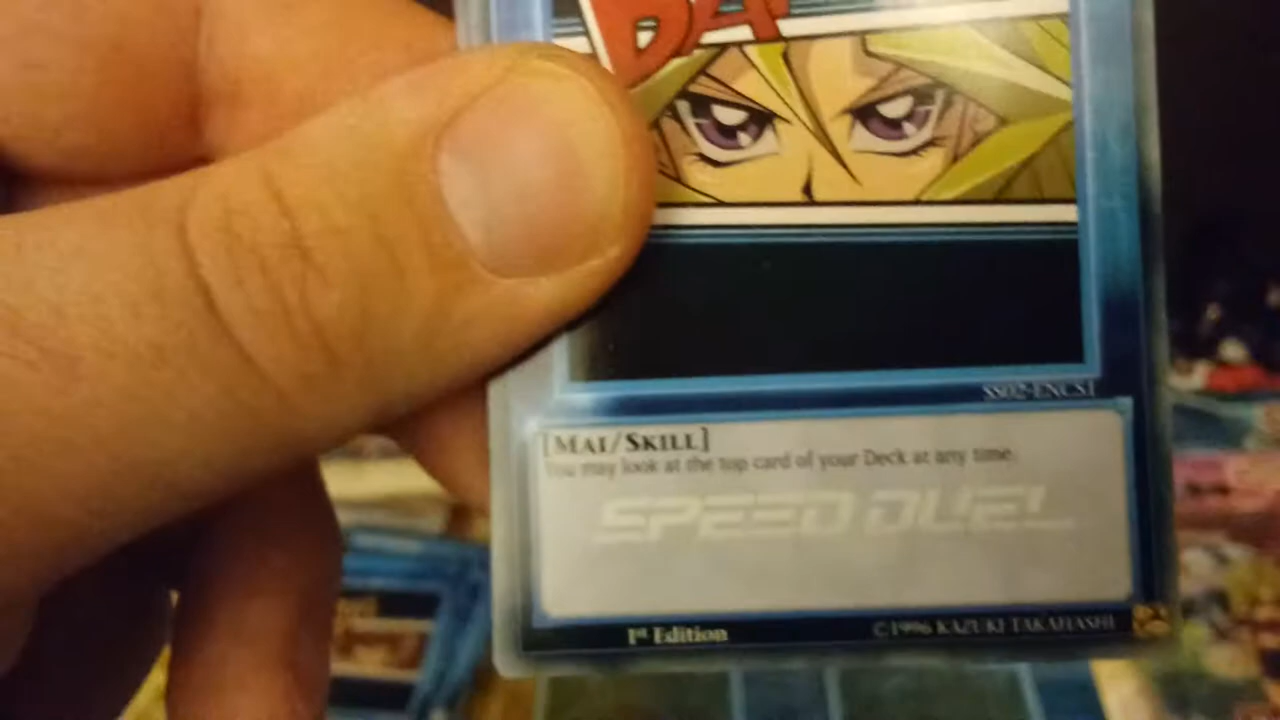 DA
SS02-ENCS1
[MAI/SKILL]
You may look at the top card of your Deck at any time.
SPEED DUEL
1st Edition
©1996 KAZUKI TAKAHASHI